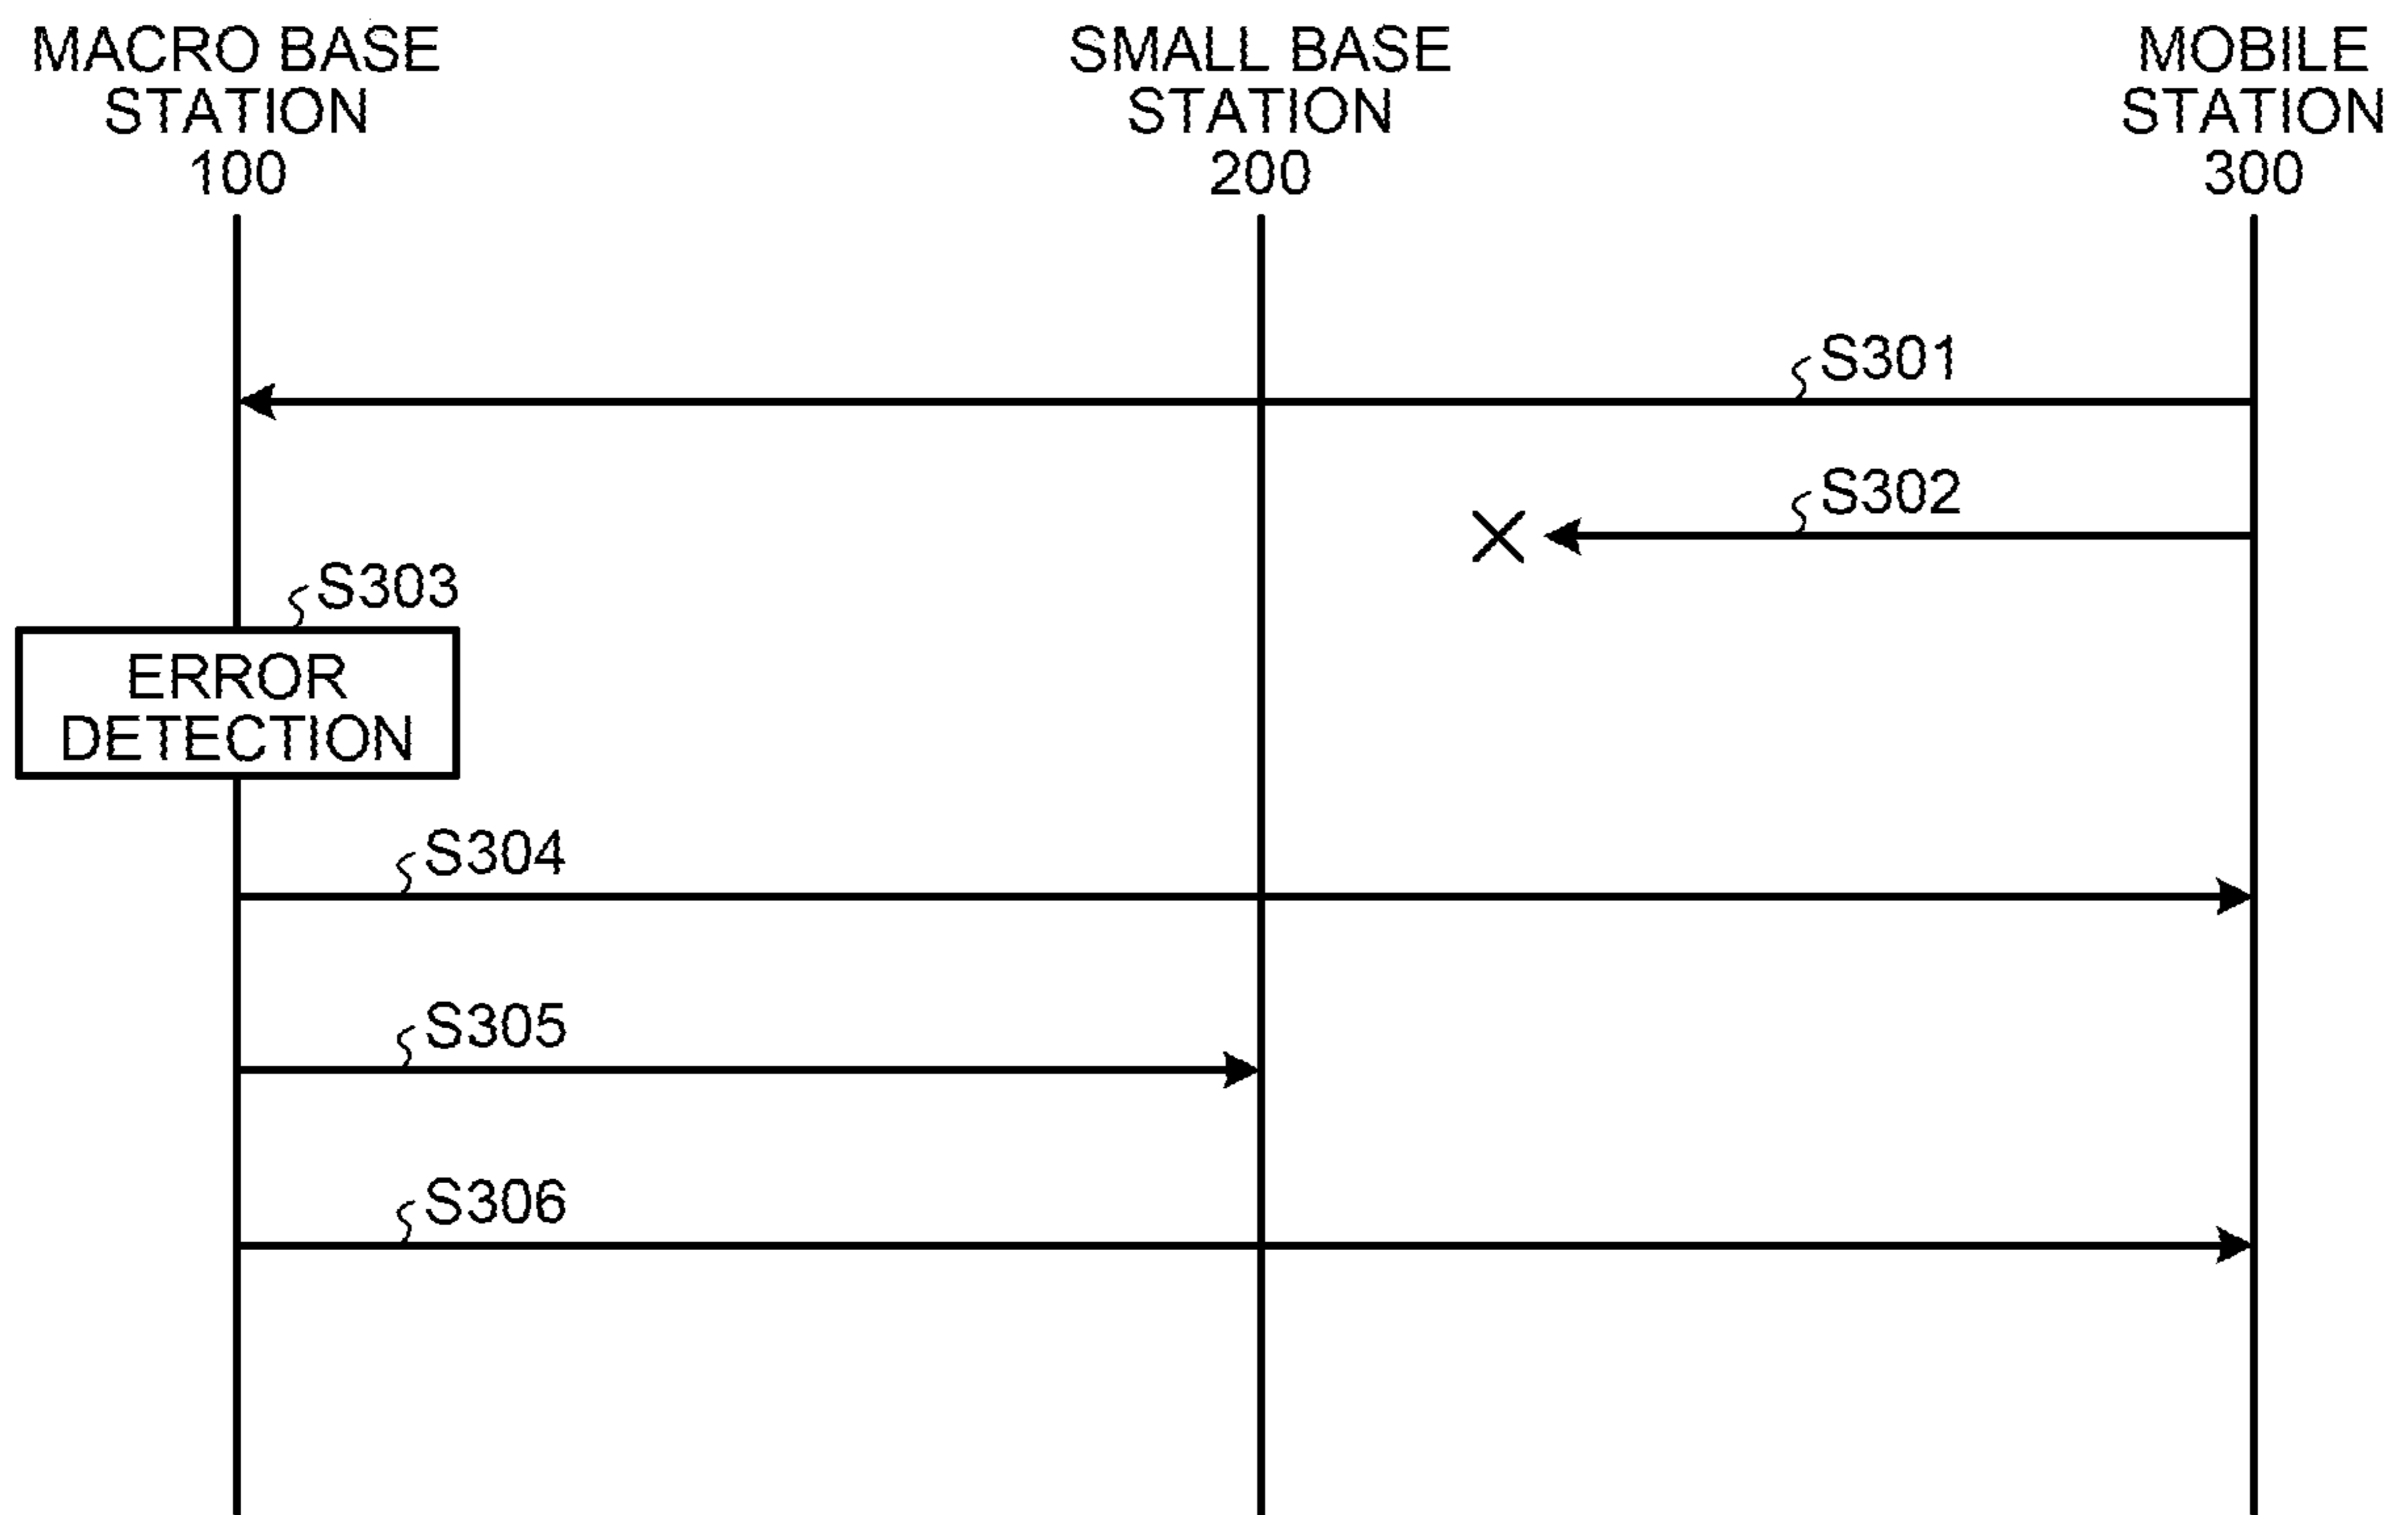 MACRO BASE
STATION
100
SMALL BASE
STATION
200
MOBILE
STATION
300
S301
S302
S303
ERROR
DETECTION
S304
S305
S306